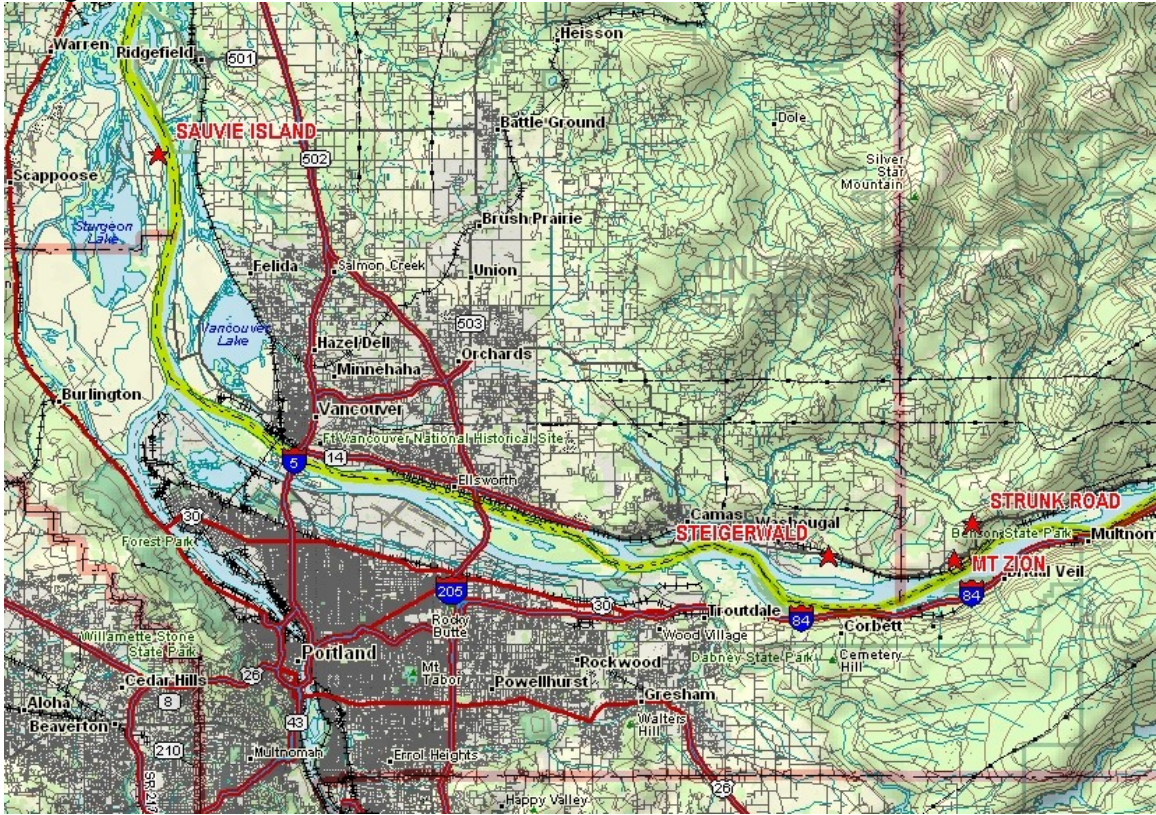 Warren
Ridgefield
501
Heisson
SAUVIE ISLAND
Battle Ground
Dole
502
Silver
Star
Mountain
Scappoose
Sturgeon
Lake
Brush Prairie
Felida
Salmon Creek
Union
UNITED
STATES
Vancouver
Lake
503
Hazel Dell
Orchards
Minnehaha
Burlington
Vancouver
Ft Vancouver National Historical Site
5
14
Ellsworth
STRUNK ROAD
30
Camas
Washougal
Benson State Park
Forest Park
STEIGERWALD
Multnom
MT ZION
Bridal Veil
205
30
84
84
Rocky
Butte
Troutdale
Corbett
Willamette Stone
State Park
Wood Village
Portland
Rockwood
Dabney State Park
Cemetery
Hill
26
Mt
Tabor
Cedar Hills
Powellhurst
Gresham
8
Aloha
Walters
Hill
Beaverton
43
210
Multnomah
Errol Heights
SR-217
26
Happy Valley